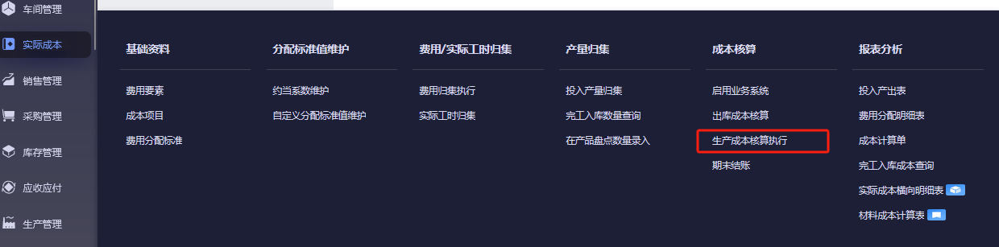 车间管理
实际成本
销售管理
采购管理
库存管理
应收应付
生产管理
基础资料
费用要素
成本项目
费用分配标准
分配标准值维护
约当系数维护
自定义分配标准值维护
费用/实际工时归集
费用归集执行
实际工时归集
产量归集
投入产量归集
完工入库数量查询
在产品盘点数量录入
成本核算
启用业务系统
出库成本核算
生产成本核算执行
期末结账
报表分析
投入产出表
费用分配明细表
成本计算单
完工入库成本查询
实际成本横向明细表
材料成本计算表